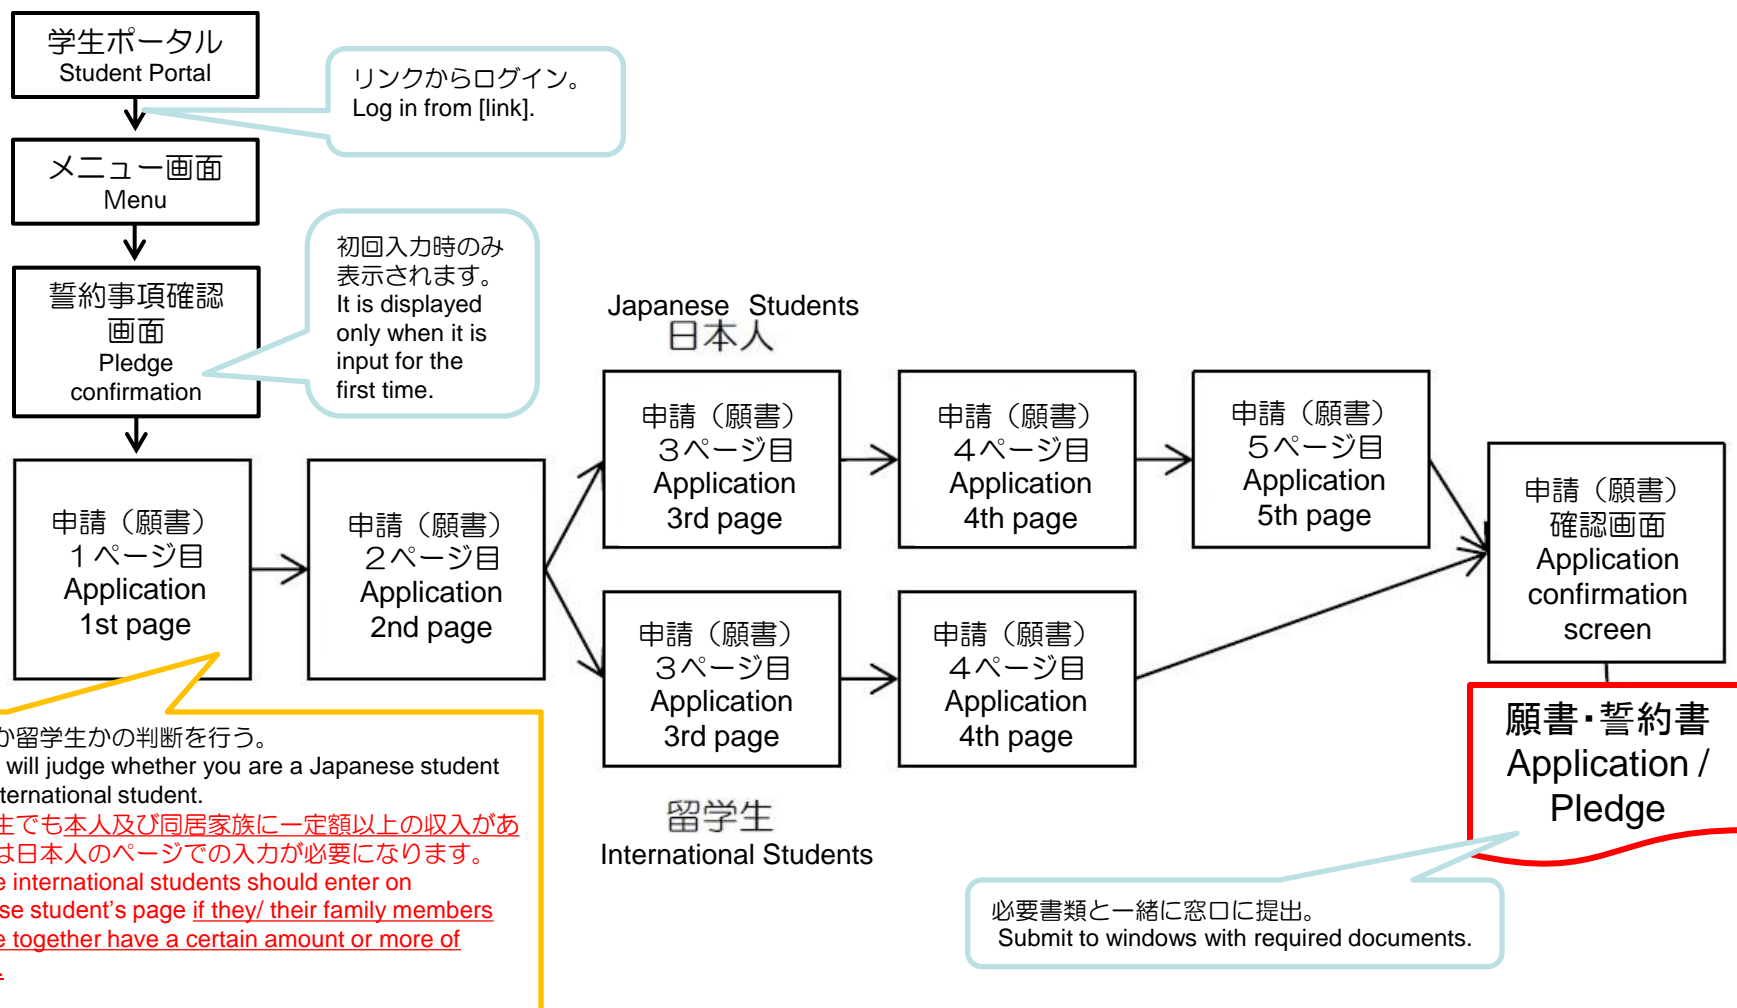 学生ポータル
Student Portal
リンクからログイン。
Log in from [link].
メニュー画面
Menu
初回入力時のみ
表示されます。
It is displayed
only when it is
input for the
first time.
誓約事項確認
画面
Pledge
confirmation
Japanese Students
日本人
申請（願書）
１ページ目
Application
1st page
申請（願書）
２ページ目
Application
2nd page
申請（願書）
３ページ目
Application
3rd page
申請（願書）
４ページ目
Application
4th page
申請（願書）
５ページ目
Application
5th page
申請（願書）
３ページ目
Application
3rd page
申請（願書）
４ページ目
Application
4th page
留学生
International Students
申請（願書）
確認画面
Application
confirmation
screen
願書・誓約書
Application /
Pledge
か留学生かの判断を行う。
will judge whether you are a Japanese student
ternational student.
生でも本人及び同居家族に一定額以上の収入があ
は日本人のページでの入力が必要になります。
e international students should enter on
se student’s page if they/ their family members
e together have a certain amount or more of
.
必要書類と一緒に窓口に提出。
Submit to windows with required documents.